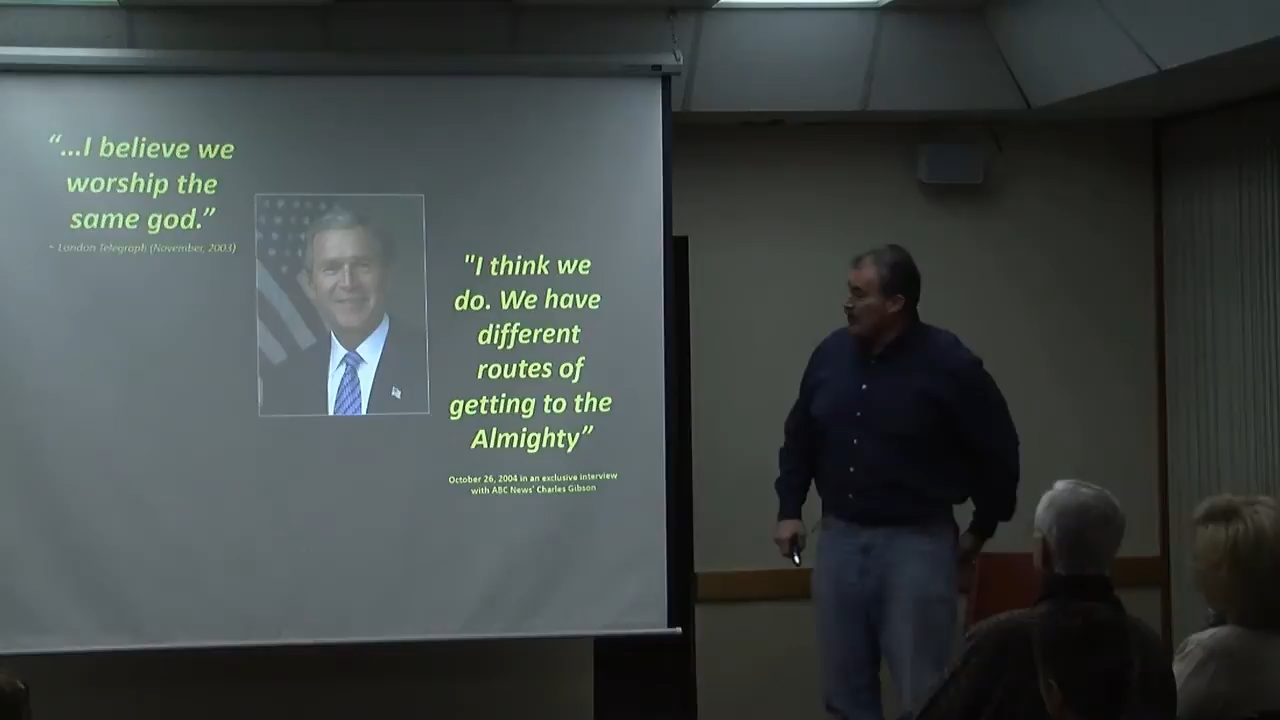 “...I believe we
worship the
same god.”
~ London Telegraph (November, 2003)
"I think we
do. We have
different
routes of
getting to the
Almighty”
October 26, 2004 in an exclusive interview
with ABC News' Charles Gibson